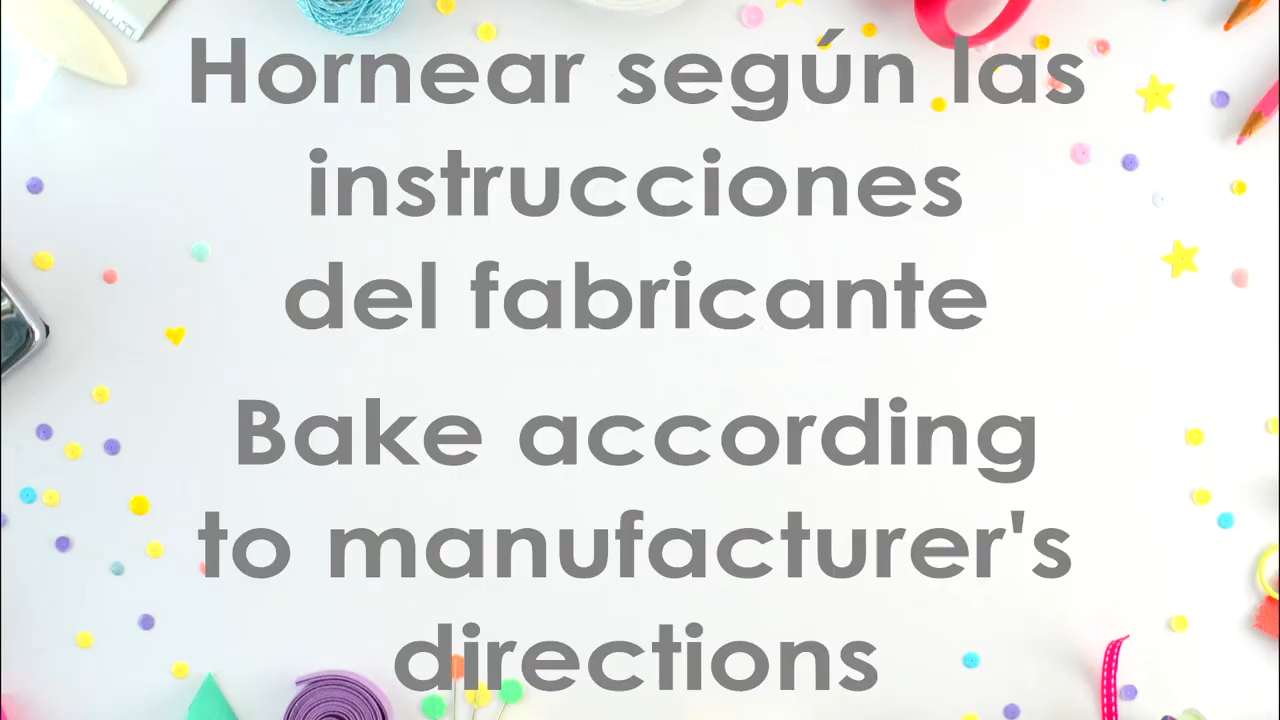 Hornear según las
instrucciones
del fabricante
Bake according
to manufacturer's
directions